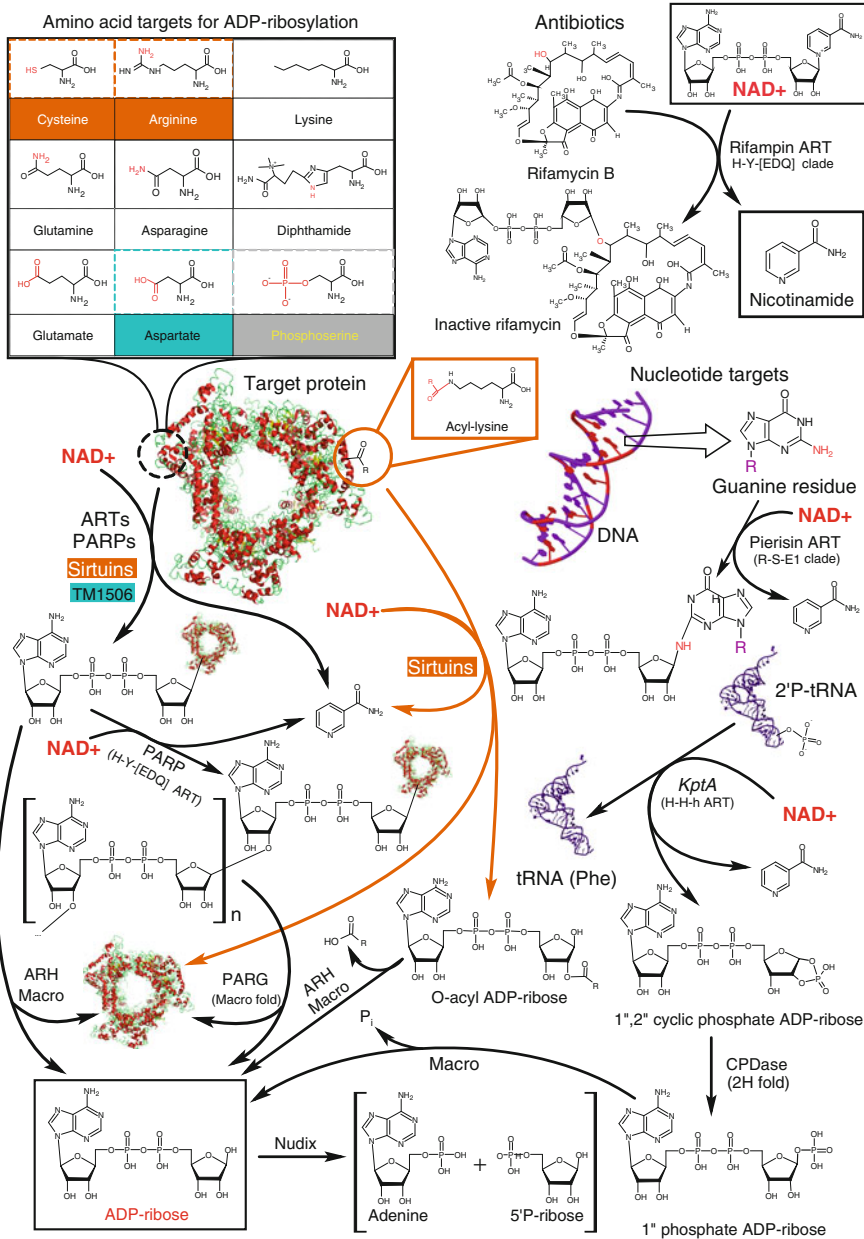 Amino acid targets for ADP-ribosylation
Cysteine
Arginine
Lysine
Glutamine
Asparagine
Diphthamide
Glutamate
Aspartate
Phosphoserine
Antibiotics
NAD+
Rifampin ART
H-Y-[EDQ] clade
Rifamycin B
Nicotinamide
Inactive rifamycin
Target protein
Acyl-lysine
Nucleotide targets
NAD+
ARTs
PARPs
Sirtuins
TM1506
DNA
Guanine residue
NAD+
Pierisin ART
(R-S-E1 clade)
NAD+
Sirtuins
2'P-tRNA
NAD+
PARP
(H-Y-[EDQ] ART)
KptA
(H-H-h ART)
NAD+
tRNA (Phe)
n
...
ARH
Macro
PARG
(Macro fold)
ARH
Macro
O-acyl ADP-ribose
1",2" cyclic phosphate ADP-ribose
Pi
Macro
CPDase
(2H fold)
Nudix
ADP-ribose
Adenine
+
5'P-ribose
1" phosphate ADP-ribose